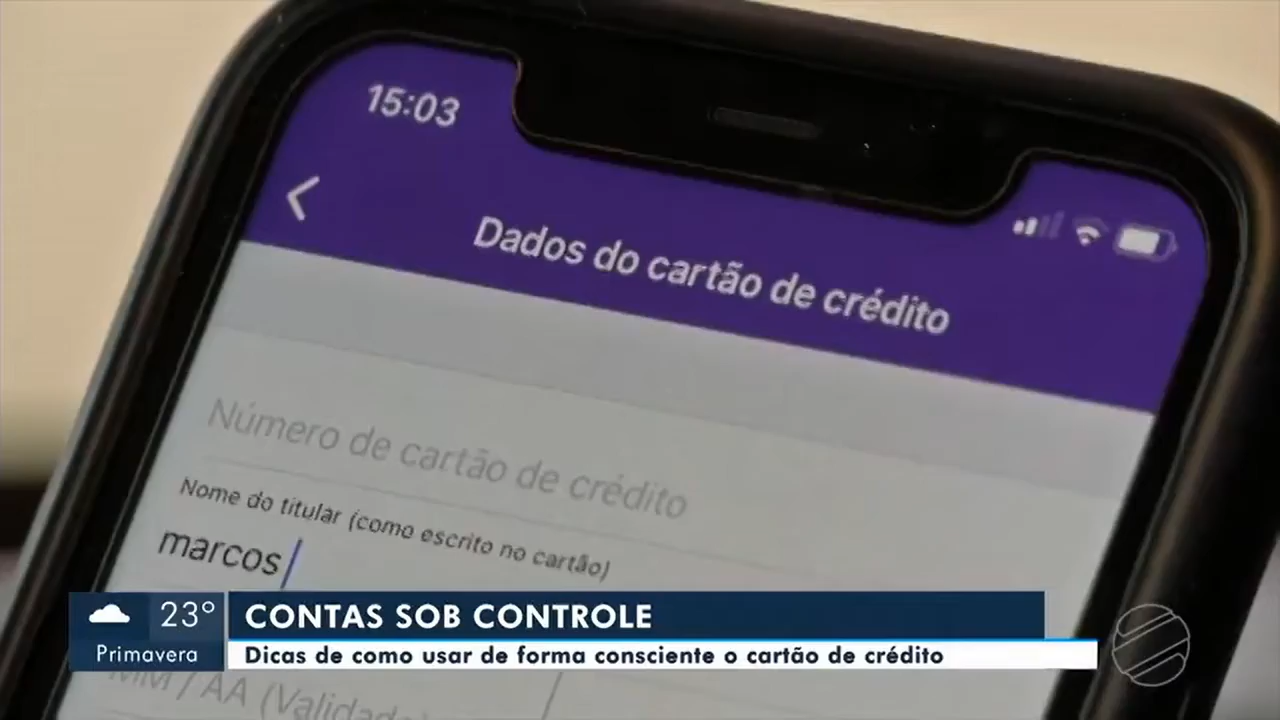 15:03
Dados do cartão de crédito
Número de cartão de crédito
Nome do titular (como escrito no cartão)
marcos
23°
Primavera
CONTAS SOB CONTROLE
Dicas de como usar de forma consciente o cartão de crédito
MM / AA (Validade)